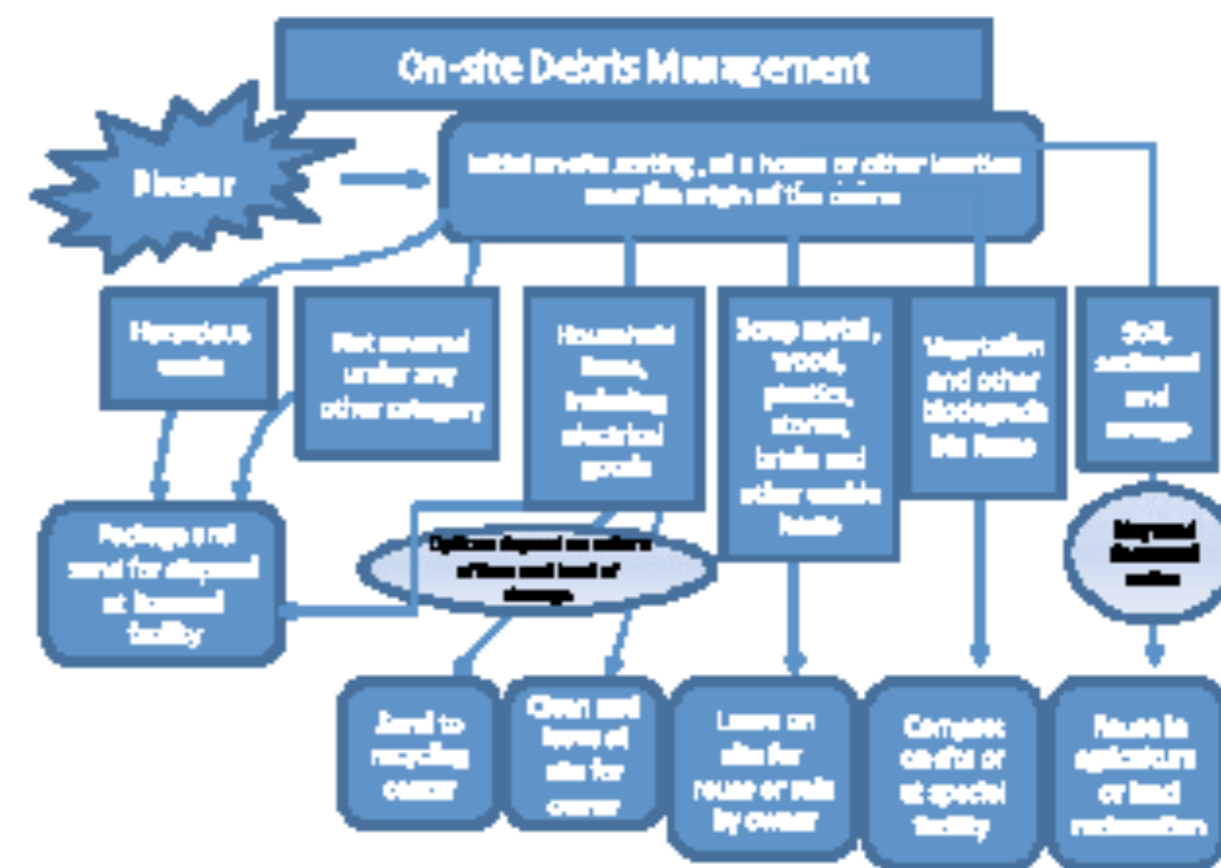 On-site Debris Management
Disaster
Initial on-site sorting, at a house or other location
near the origin of the debris
Hazardous
waste
Not covered
under any
other category
Household
items,
including
electrical
goods
Scrap metal,
wood,
plastics,
stones,
bricks and
other usable
items
Vegetation
and other
biodegrada
ble items
Soil,
sediment
and
sewage
Package and
send for disposal
at licensed
facility
Options depend on nature
of item and level of
damage
Send to
recycling
center
Clean and
leave at
site for
owner
Leave on
site for
reuse or sale
by owner
Compost
on-site or
at special
facility
Reuse in
agriculture
or land
reclamation